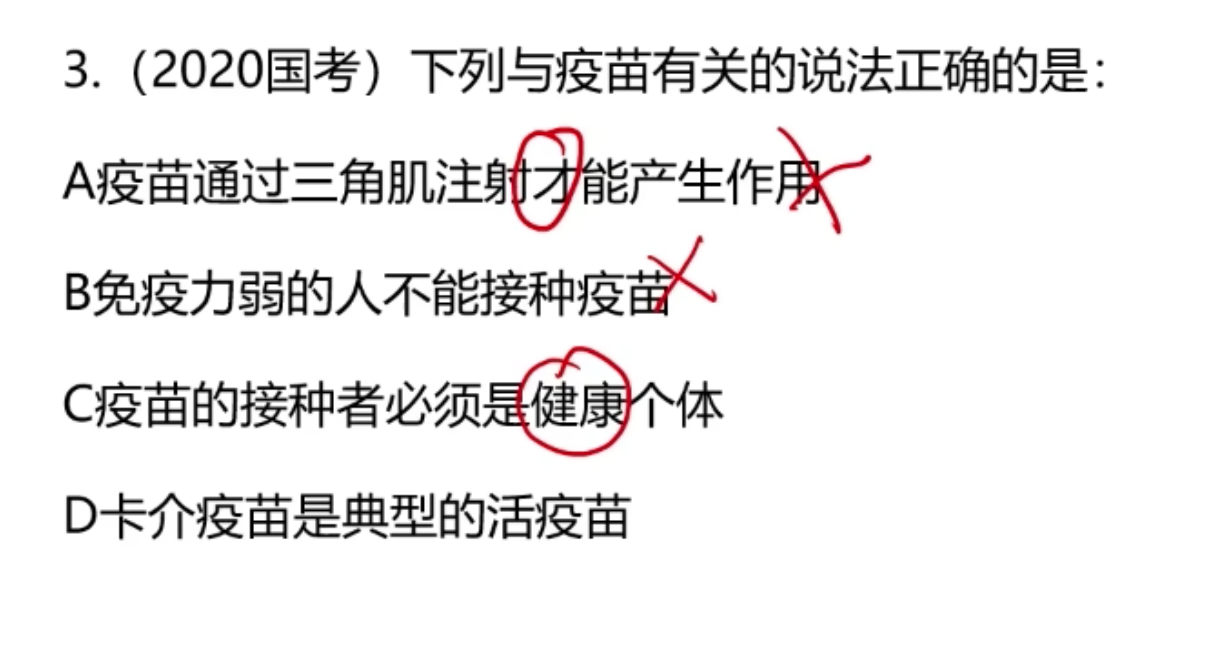 3.（2020国考）下列与疫苗有关的说法正确的是：
A疫苗通过三角肌注射才能产生作用
B免疫力弱的人不能接种疫苗
C疫苗的接种者必须是健康个体
D卡介疫苗是典型的活疫苗